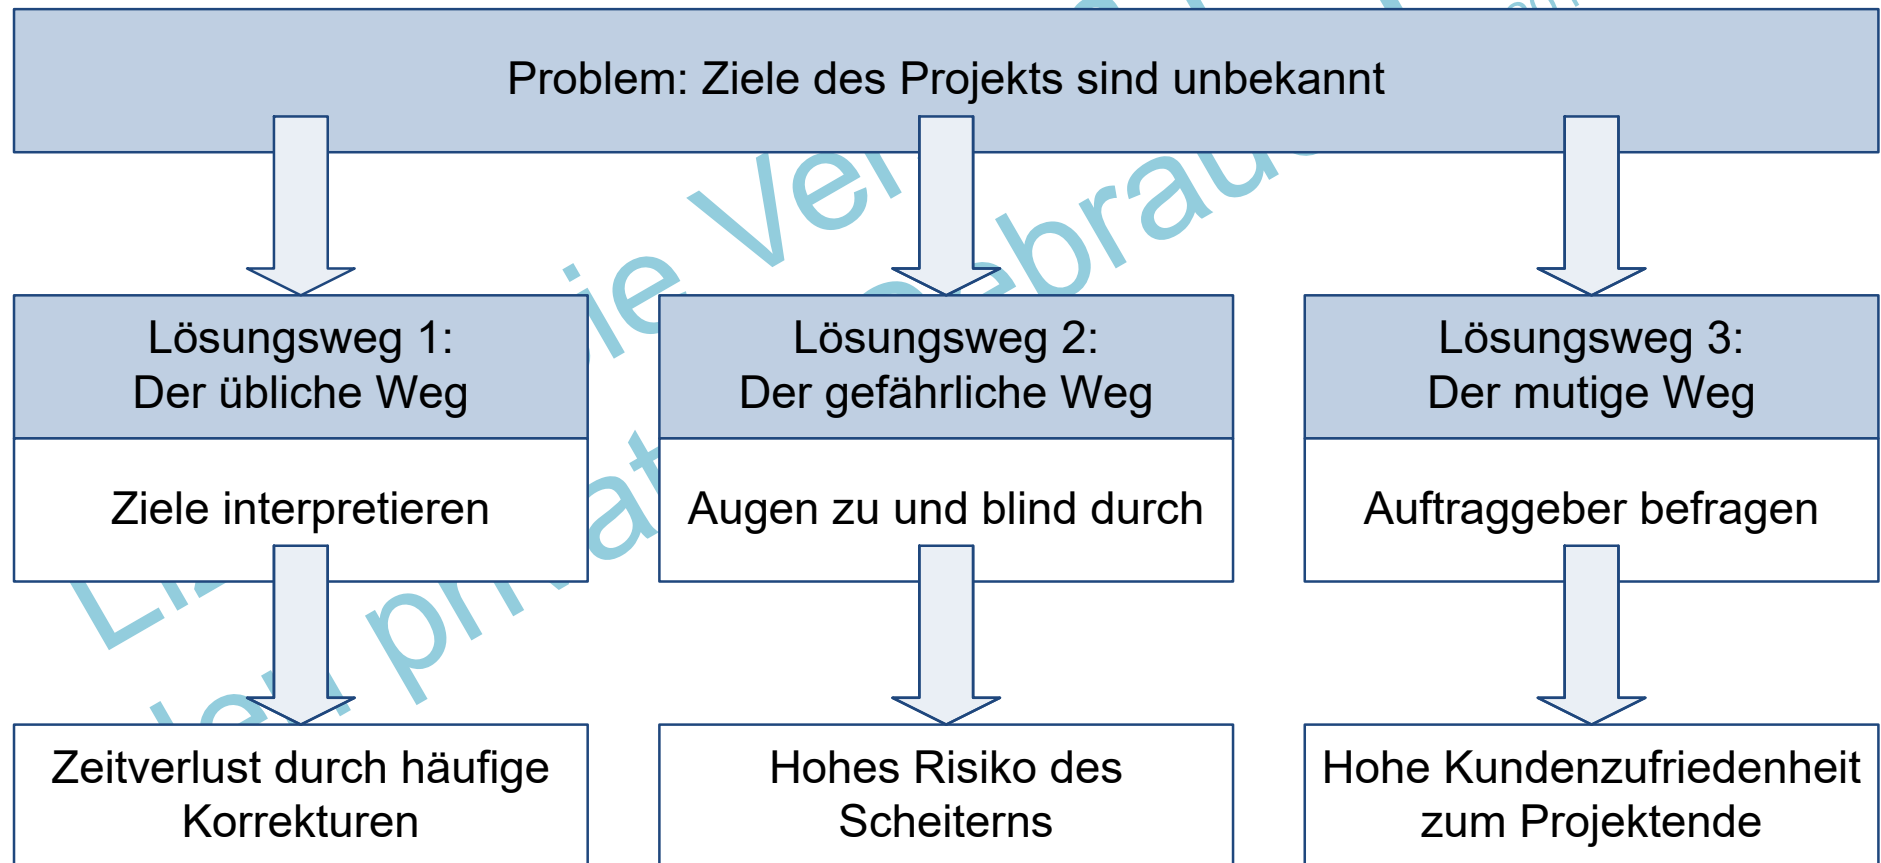 Problem: Ziele des Projekts sind unbekannt
Lösungsweg 1:
Der übliche Weg
Ziele interpretieren
Zeitverlust durch häufige
Korrekturen
Lösungsweg 2:
Der gefährliche Weg
Augen zu und blind durch
Hohes Risiko des
Scheiterns
Lösungsweg 3:
Der mutige Weg
Auftraggeber befragen
Hohe Kundenzufriedenheit
zum Projektende